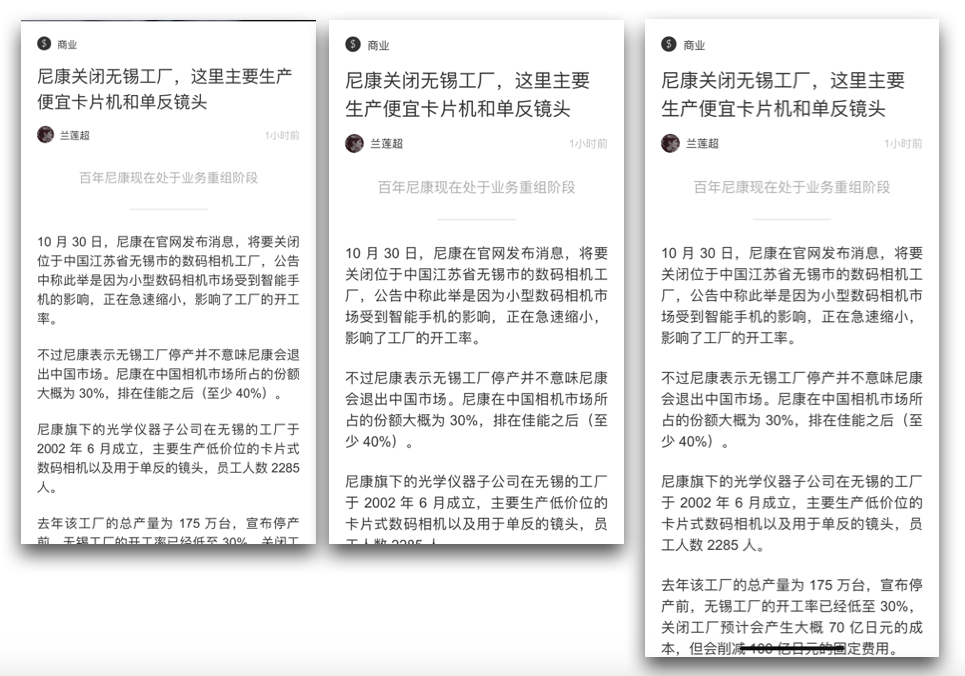 商业
尼康关闭无锡工厂，这里主要生产
便宜卡片机和单反镜头
兰莲超
1小时前
百年尼康现在处于业务重组阶段
10 月 30 日，尼康在官网发布消息，将要关闭
位于中国江苏省无锡市的数码相机工厂，公告
中称此举是因为小型数码相机市场受到智能手
机的影响，正在急速缩小，影响了工厂的开工
率。
不过尼康表示无锡工厂停产并不意味尼康会退
出中国市场。尼康在中国相机市场所占的份额
大概为 30%，排在佳能之后（至少 40%）。
尼康旗下的光学仪器子公司在无锡的工厂于
2002 年 6 月成立，主要生产低价位的卡片式
数码相机以及用于单反的镜头，员工人数 2285
人。
去年该工厂的总产量为 175 万台，宣布停产
前，无锡工厂的开工率已经低至 30%，关闭工
商业
尼康关闭无锡工厂，这里主要
生产便宜卡片机和单反镜头
兰莲超
1小时前
百年尼康现在处于业务重组阶段
10 月 30 日，尼康在官网发布消息，将要
关闭位于中国江苏省无锡市的数码相机工
厂，公告中称此举是因为小型数码相机市
场受到智能手机的影响，正在急速缩小，
影响了工厂的开工率。
不过尼康表示无锡工厂停产并不意味尼康
会退出中国市场。尼康在中国相机市场所
占的份额大概为 30%，排在佳能之后（至
少 40%）。
尼康旗下的光学仪器子公司在无锡的工厂
于 2002 年 6 月成立，主要生产低价位的
卡片式数码相机以及用于单反的镜头，员
工人数 2285 人
商业
尼康关闭无锡工厂，这里主要
生产便宜卡片机和单反镜头
兰莲超
1小时前
百年尼康现在处于业务重组阶段
10 月 30 日，尼康在官网发布消息，将要
关闭位于中国江苏省无锡市的数码相机工
厂，公告中称此举是因为小型数码相机市
场受到智能手机的影响，正在急速缩小，
影响了工厂的开工率。
不过尼康表示无锡工厂停产并不意味尼康
会退出中国市场。尼康在中国相机市场所
占的份额大概为 30%，排在佳能之后（至
少 40%）。
尼康旗下的光学仪器子公司在无锡的工厂
于 2002 年 6 月成立，主要生产低价位的
卡片式数码相机以及用于单反的镜头，员
工人数 2285 人。
去年该工厂的总产量为 175 万台，宣布停
产前，无锡工厂的开工率已经低至 30%，
关闭工厂预计会产生大概 70 亿日元的成
本，但会削减 亿日元的固定费用。